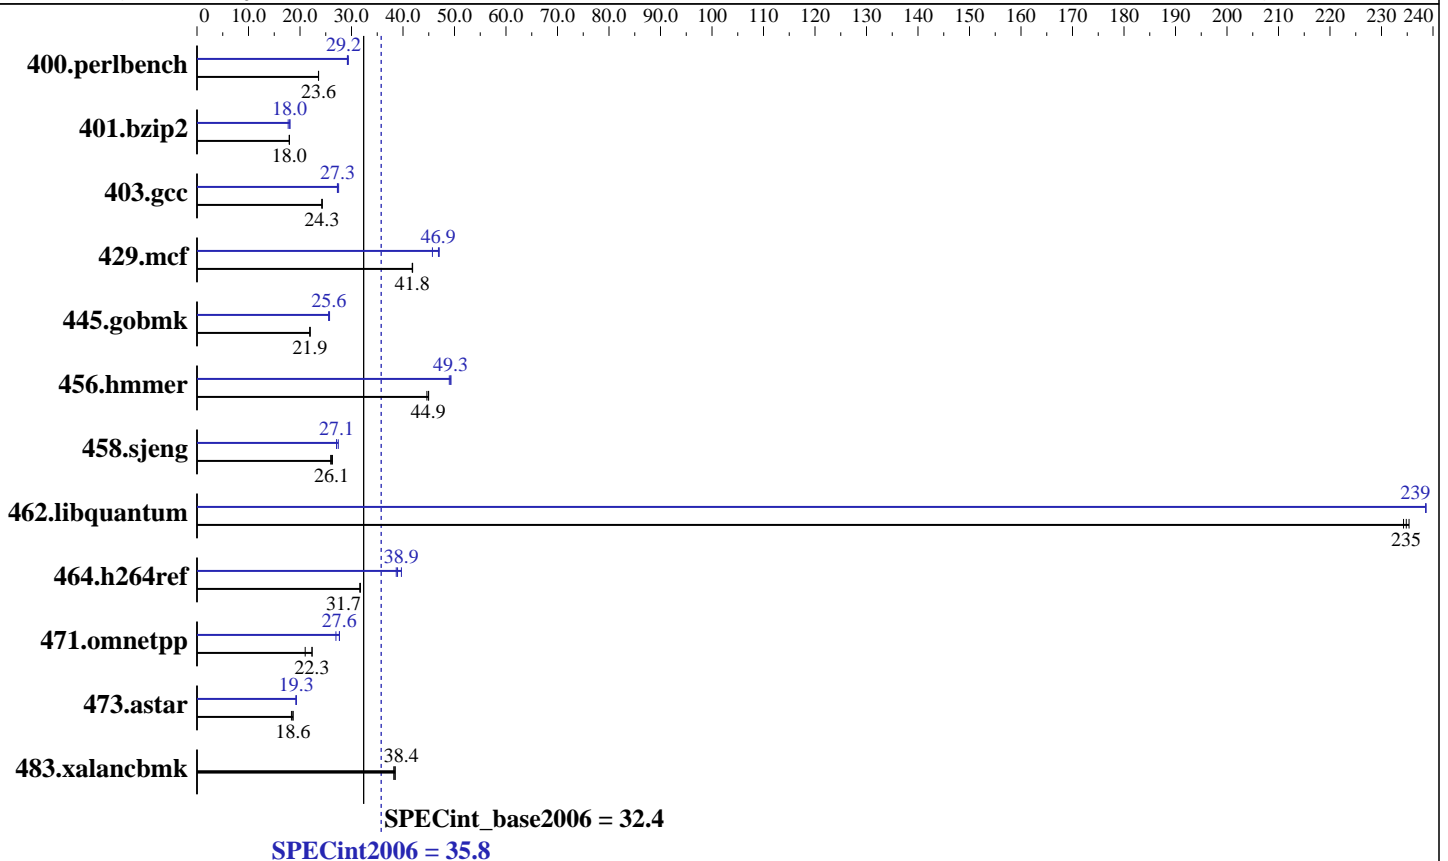 0 10.0 20.0 30.0 40.0 50.0 60.0 70.0 80.0 90.0 100 110 120 130 140 150 160 170 180 190 200 210 220 230 240
29.2
400.perlbench
23.6
18.0
401.bzip2
18.0
27.3
403.gcc
24.3
46.9
429.mcf
41.8
25.6
445.gobmk
21.9
49.3
456.hmmer
44.9
27.1
458.sjeng
26.1
239
462.libquantum
235
38.9
464.h264ref
31.7
27.6
471.omnetpp
22.3
19.3
473.astar
18.6
38.4
483.xalancbmk
SPECint_base2006 = 32.4
SPECint2006 = 35.8